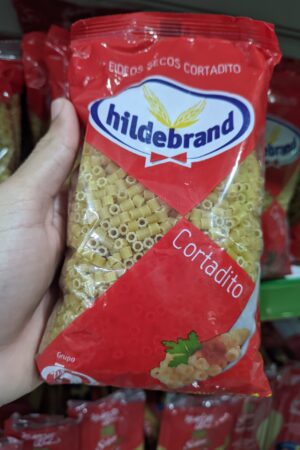 FIDEOS SECOS CORTADITO
hildebrand
Cortadito
Grupo